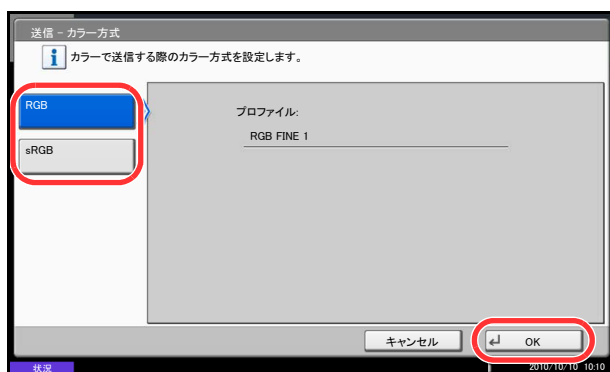 送信 - カラー方式
カラーで送信する際のカラー方式を設定します。
RGB
プロファイル:
RGB FINE 1
sRGB
キャンセル
OK
状況
2010/10/10 10:10